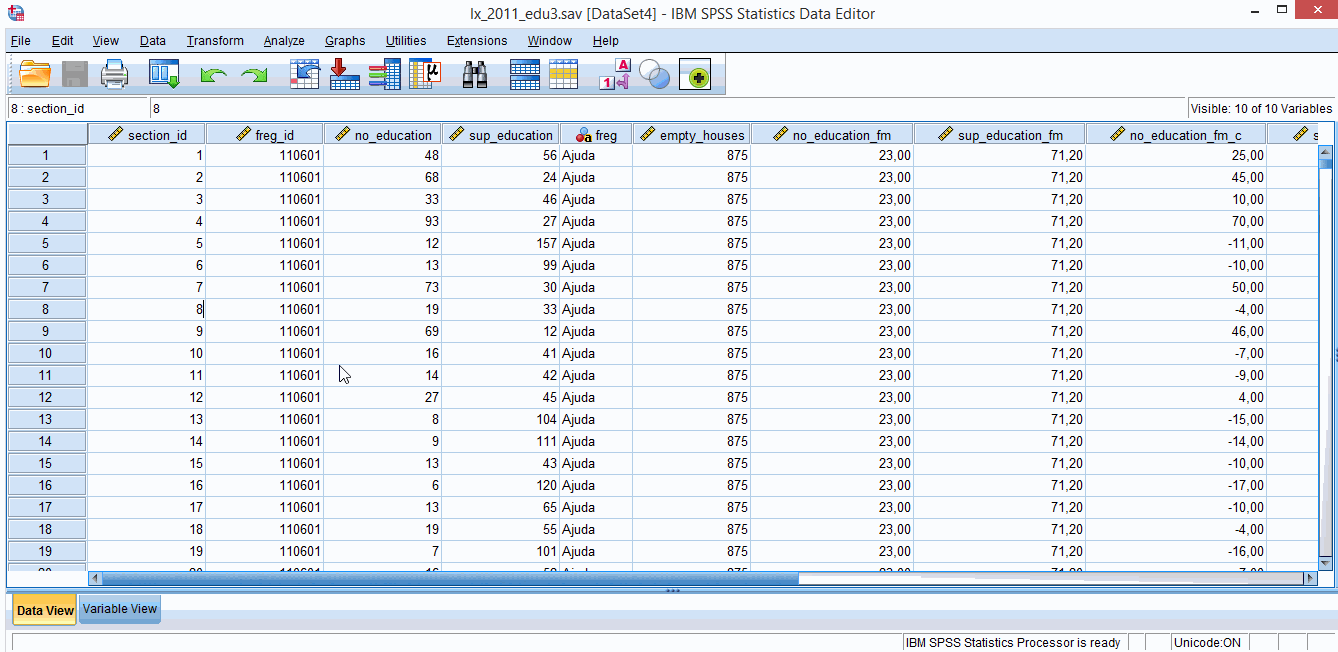 lx_2011_edu3.sav [DataSet4] - IBM SPSS Statistics Data Editor
File Edit View Data Transform Analyze Graphs Utilities Extensions Window Help
8 : section_id 8 Visible: 10 of 10 Variables
section_id freg_id no_education sup_education freg empty_houses no_education_fm sup_education_fm no_education_fm_c s
1 1 110601 48 56 Ajuda 875 23,00 71,20 25,00
2 2 110601 68 24 Ajuda 875 23,00 71,20 45,00
3 3 110601 33 46 Ajuda 875 23,00 71,20 10,00
4 4 110601 93 27 Ajuda 875 23,00 71,20 70,00
5 5 110601 12 157 Ajuda 875 23,00 71,20 -11,00
6 6 110601 13 99 Ajuda 875 23,00 71,20 -10,00
7 7 110601 73 30 Ajuda 875 23,00 71,20 50,00
8 8 110601 19 33 Ajuda 875 23,00 71,20 -4,00
9 9 110601 69 12 Ajuda 875 23,00 71,20 46,00
10 10 110601 16 41 Ajuda 875 23,00 71,20 -7,00
11 11 110601 14 42 Ajuda 875 23,00 71,20 -9,00
12 12 110601 27 45 Ajuda 875 23,00 71,20 4,00
13 13 110601 8 104 Ajuda 875 23,00 71,20 -15,00
14 14 110601 9 111 Ajuda 875 23,00 71,20 -14,00
15 15 110601 13 43 Ajuda 875 23,00 71,20 -10,00
16 16 110601 6 120 Ajuda 875 23,00 71,20 -17,00
17 17 110601 13 65 Ajuda 875 23,00 71,20 -10,00
18 18 110601 19 55 Ajuda 875 23,00 71,20 -4,00
19 19 110601 7 101 Ajuda 875 23,00 71,20 -16,00
Data View Variable View
IBM SPSS Statistics Processor is ready Unicode:ON